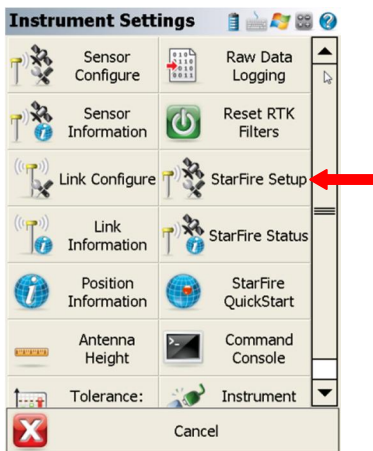 Instrument Settings
Sensor
Configure
Raw Data
Logging
Sensor
Information
Reset RTK
Filters
Link Configure
StarFire Setup
Link
Information
StarFire Status
Position
Information
StarFire
QuickStart
Antenna
Height
Command
Console
Tolerance:
Instrument
Cancel